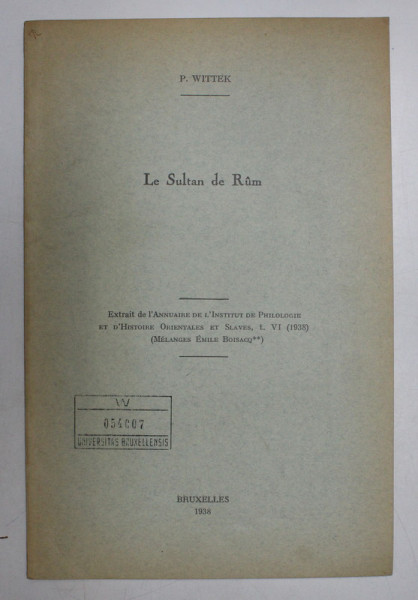 P. WITTEK
Le Sultan de Rûm
Extrait de l'ANNUAIRE DE L'INSTITUT DE PHILOLOGIE
ET D'HISTOIRE ORIENTALES ET SLAVES, t. VI (1938)
(MÉLANGES ÉMILE BOISACQ**)
W
054607
UNIVERSITAS BRUXELLENSIS
BRUXELLES
1938